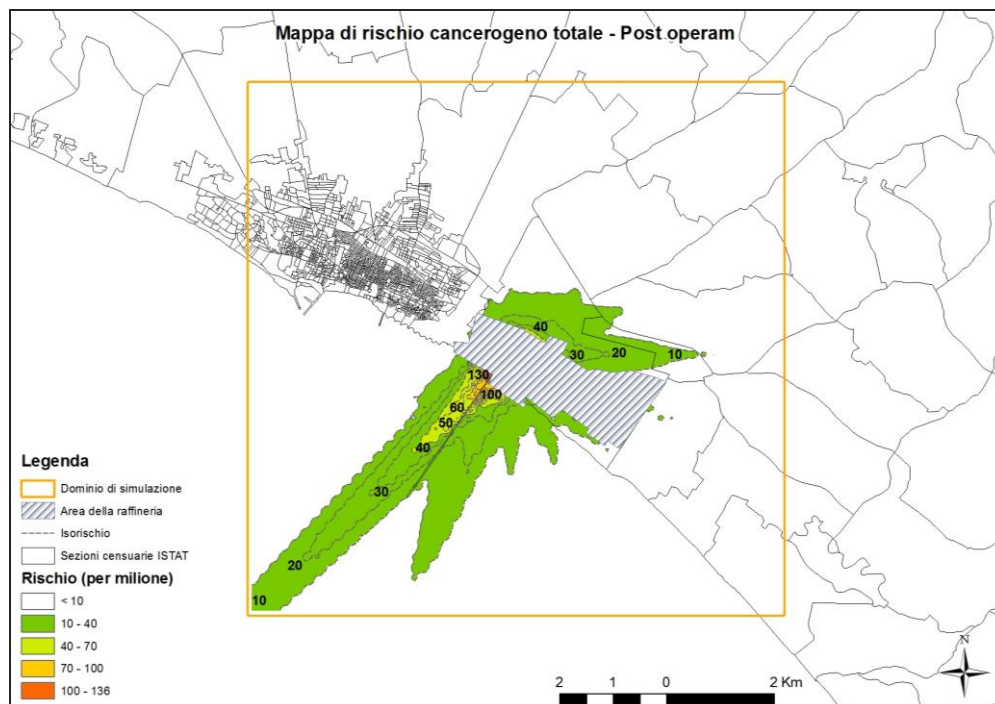 Mappa di rischio cancerogeno totale - Post operam
40
30
20
10
130
100
60
50
40
30
20
10
Legenda
Dominio di simulazione
Area della raffineria
Isorischio
Sezioni censuarie ISTAT
Rischio (per milione)
< 10
10 - 40
40 - 70
70 - 100
100 - 136
N
2 1 0 2 Km